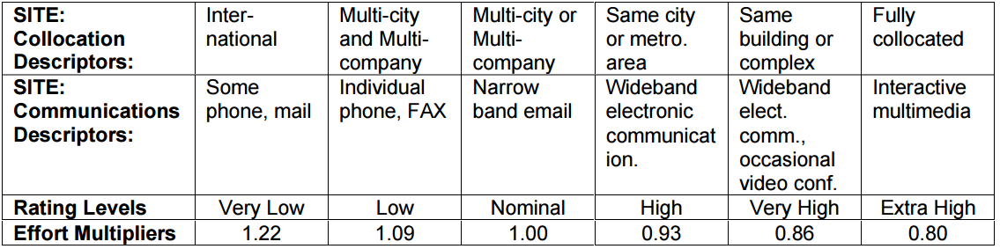 SITE:
Collocation
Descriptors:
Inter-
national
Multi-city
and Multi-
company
Multi-city or
Multi-
company
Same city
or metro.
area
Same
building or
complex
Fully
collocated
SITE:
Communications
Descriptors:
Some
phone, mail
Individual
phone, FAX
Narrow
band email
Wideband
electronic
communicat
ion.
Wideband
elect.
comm.,
occasional
video conf.
Interactive
multimedia
Rating Levels Very Low Low Nominal High Very High Extra High
Effort Multipliers 1.22 1.09 1.00 0.93 0.86 0.80